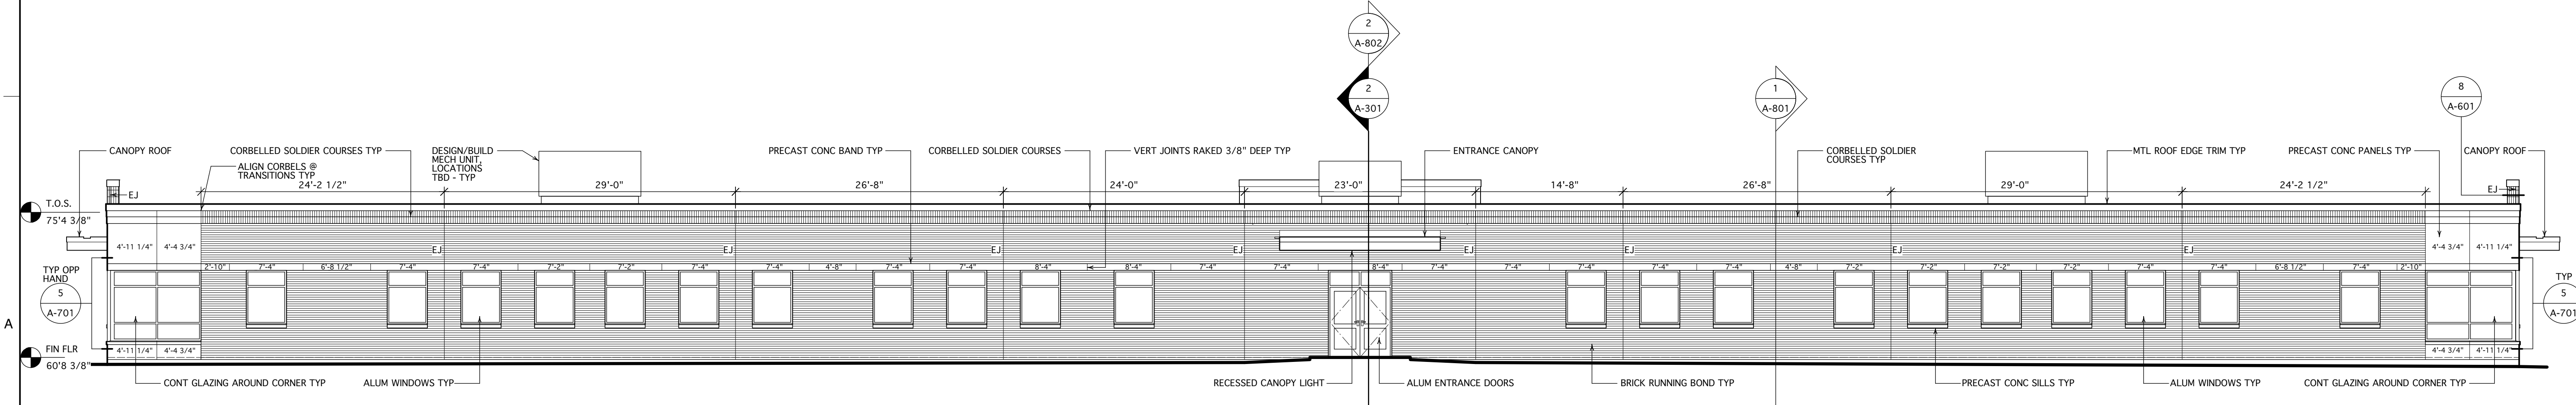 2
A-802
2
A-301
1
A-801
8
A-601
CANOPY ROOF
CORBELLED SOLDIER COURSES TYP
ALIGN CORBELS @
TRANSITIONS TYP
DESIGN/BUILD
MECH UNIT,
LOCATIONS
TBD - TYP
PRECAST CONC BAND TYP
CORBELLED SOLDIER COURSES
VERT JOINTS RAKED 3/8" DEEP TYP
ENTRANCE CANOPY
CORBELLED SOLDIER
COURSES TYP
MTL ROOF EDGE TRIM TYP
PRECAST CONC PANELS TYP
CANOPY ROOF
24'-2 1/2"
29'-0"
26'-8"
24'-0"
23'-0"
14'-8"
26'-8"
29'-0"
24'-2 1/2"
EJ
EJ
T.O.S.
75'4 3/8"
4'-11 1/4"
4'-4 3/4"
EJ
EJ
EJ
EJ
EJ
EJ
EJ
EJ
4'-4 3/4"
4'-11 1/4"
2'-10"
7'-4"
6'-8 1/2"
7'-4"
7'-4"
7'-2"
7'-2"
7'-4"
7'-4"
4'-8"
7'-4"
7'-4"
8'-4"
8'-4"
7'-4"
7'-4"
8'-4"
7'-4"
7'-4"
7'-4"
7'-4"
7'-4"
4'-8"
7'-2"
7'-2"
7'-2"
7'-2"
7'-4"
7'-4"
6'-8 1/2"
7'-4"
2'-10"
TYP OPP
HAND
5
A-701
TYP
5
A-701
A
FIN FLR
60'8 3/8"
4'-11 1/4"
4'-4 3/4"
4'-4 3/4"
4'-11 1/4"
CONT GLAZING AROUND CORNER TYP
ALUM WINDOWS TYP
RECESSED CANOPY LIGHT
ALUM ENTRANCE DOORS
BRICK RUNNING BOND TYP
PRECAST CONC SILLS TYP
ALUM WINDOWS TYP
CONT GLAZING AROUND CORNER TYP